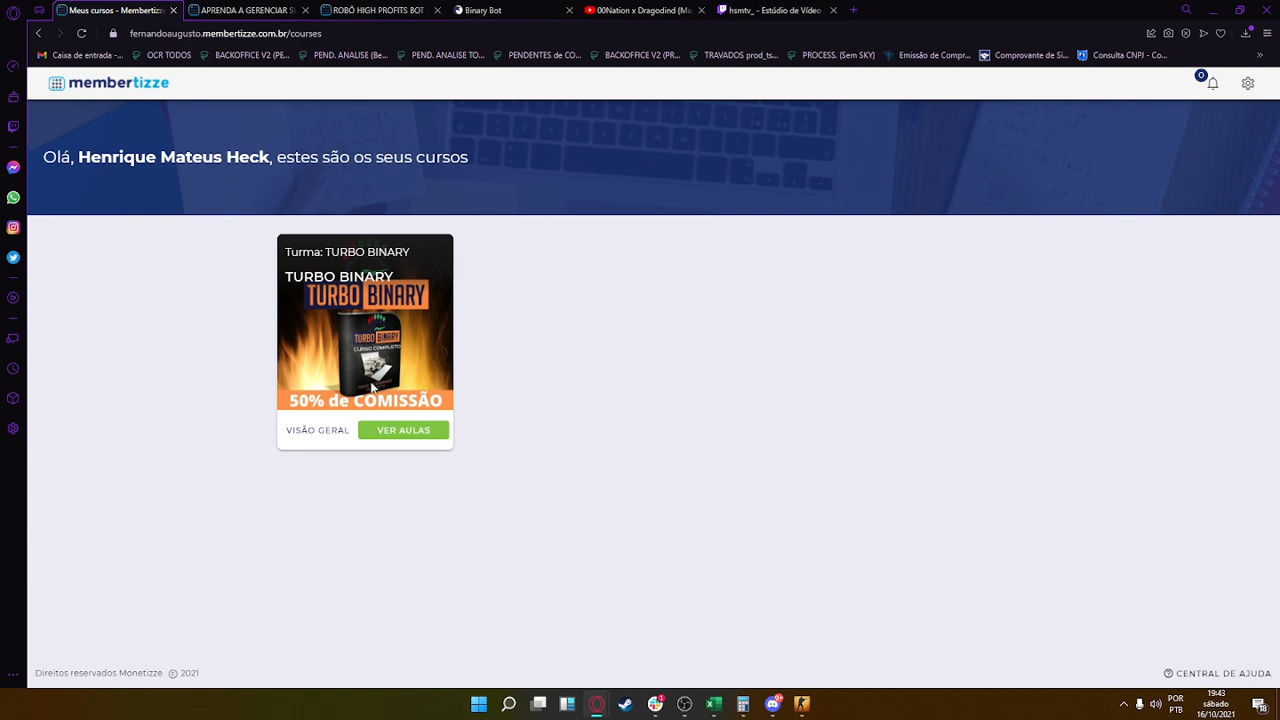 Meus cursos - Membertizz
APRENDA A GERENCIAR S
ROBÔ HIGH PROFITS BOT
Binary Bot
00Nation x Dragodind (M
hsmtv_ - Estúdio de Vídeo
fernandoaugusto.membertizze.com.br/courses
Caixa de entrada -...
OCR TODOS
BACKOFFICE V2 (PE...
PEND. ANALISE (Be...
PEND. ANALISE TO...
PENDENTES de CO...
BACKOFFICE V2 (PR...
TRAVADOS prod_ts...
PROCESS. (Sem SKY)
Emissão de Compr...
Comprovante de Si...
Consulta CNPJ - Co...
membertizze
0
Olá, Henrique Mateus Heck, estes são os seus cursos
Turma: TURBO BINARY
TURBO BINARY
TURBO BINARY
TURBO BINARY
CURSO COMPLETO
50% de COMISSÃO
VISÃO GERAL
VER AULAS
Direitos reservados Monetizze © 2021
CENTRAL DE AJUDA
POR
PTB
19:43
16/10/2021